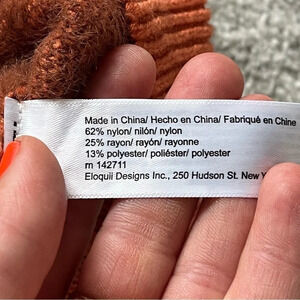 Made in China/ Hecho en China/ Fabriqué en Chine
62% nylon/ nilón/ nylon
25% rayon/ rayón/ rayonne
13% polyester/ poliéster/ polyester
rn 142711
Eloquii Designs Inc., 250 Hudson St. New